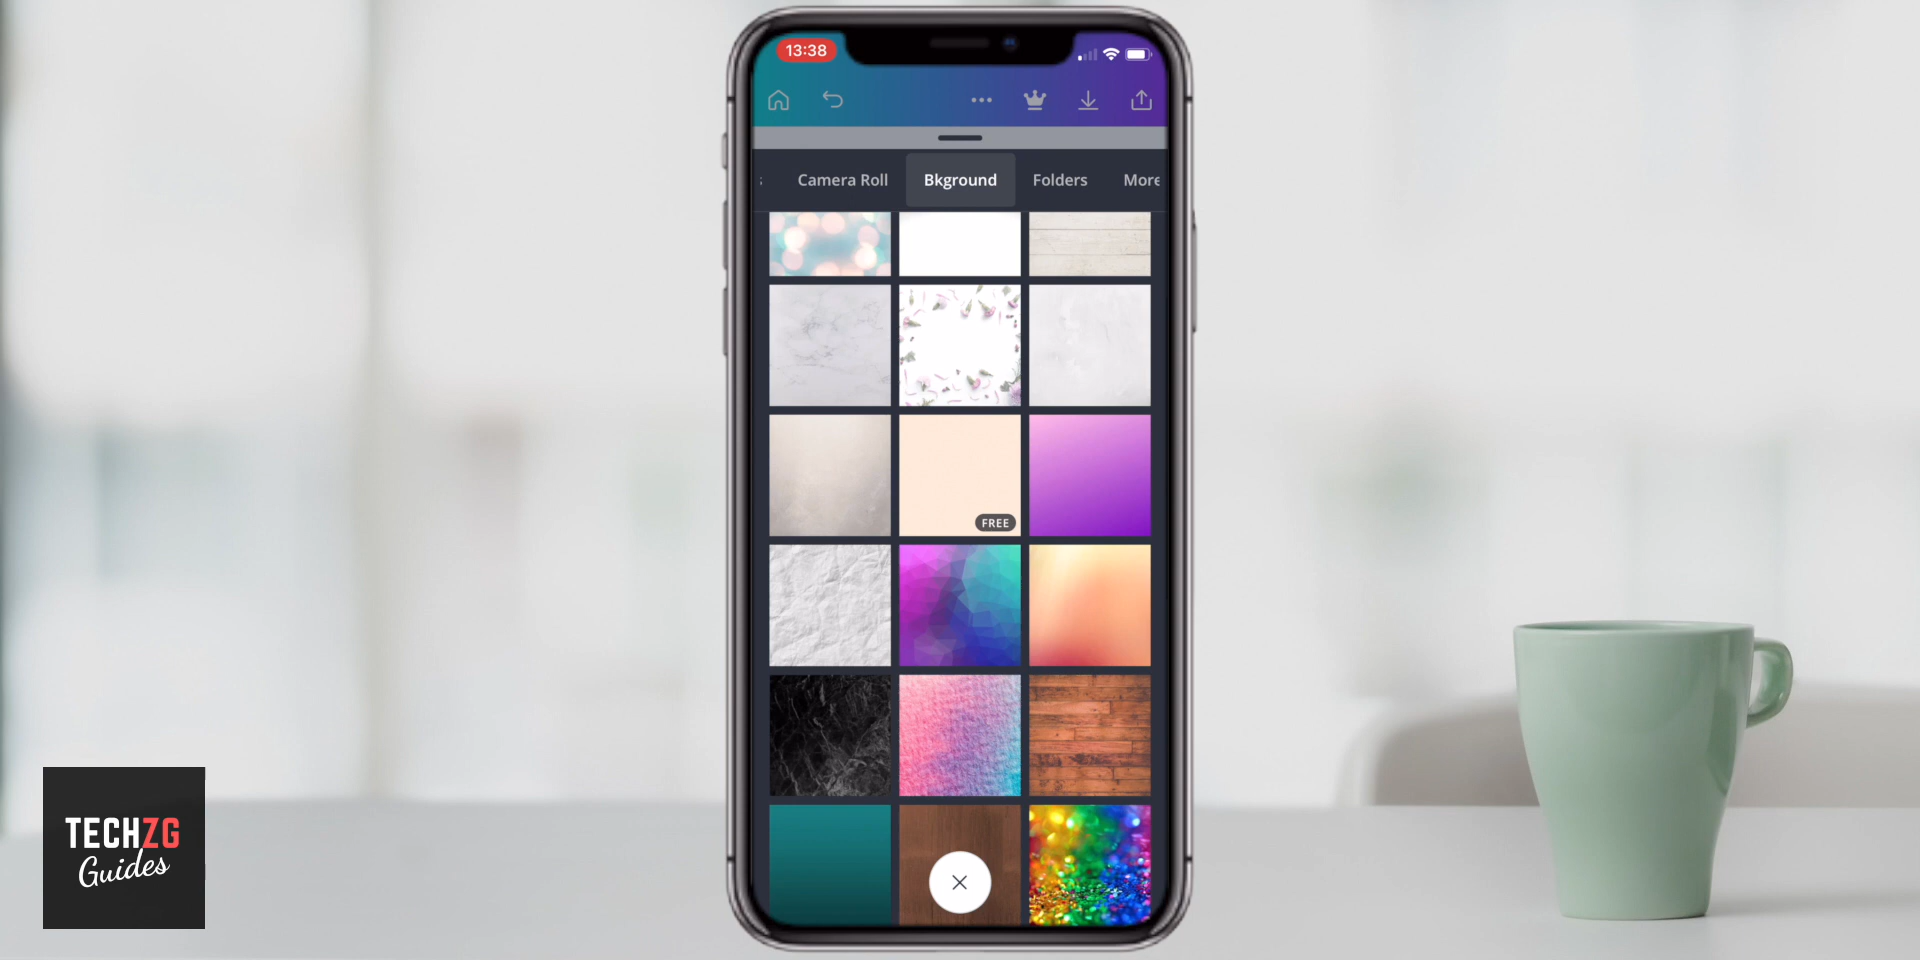 13:38
Camera Roll
Bkground
Folders
More
FREE
TECHZG
Guides